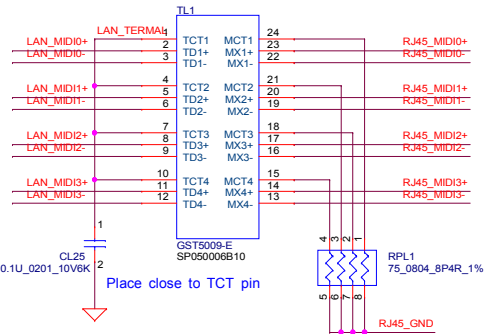 TL1
LAN_TERMAL 1 TCT1 MCT1 24
LAN_MIDI0+ 2 TD1+ MX1+ 23 RJ45_MIDI0+
LAN_MIDI0- 3 TD1- MX1- 22 RJ45_MIDI0-
4 TCT2 MCT2 21
LAN_MIDI1+ 5 TD2+ MX2+ 20 RJ45_MIDI1+
LAN_MIDI1- 6 TD2- MX2- 19 RJ45_MIDI1-
7 TCT3 MCT3 18
LAN_MIDI2+ 8 TD3+ MX3+ 17 RJ45_MIDI2+
LAN_MIDI2- 9 TD3- MX3- 16 RJ45_MIDI2-
10 TCT4 MCT4 15
LAN_MIDI3+ 11 TD4+ MX4+ 14 RJ45_MIDI3+
LAN_MIDI3- 12 TD4- MX4- 13 RJ45_MIDI3-
GST5009-E
SP050006B10
1
CL25
0.1U_0201_10V6K
2
Place close to TCT pin
4 3 2 1
RPL1
75_0804_8P4R_1%
5 6 7 8
RJ45_GND